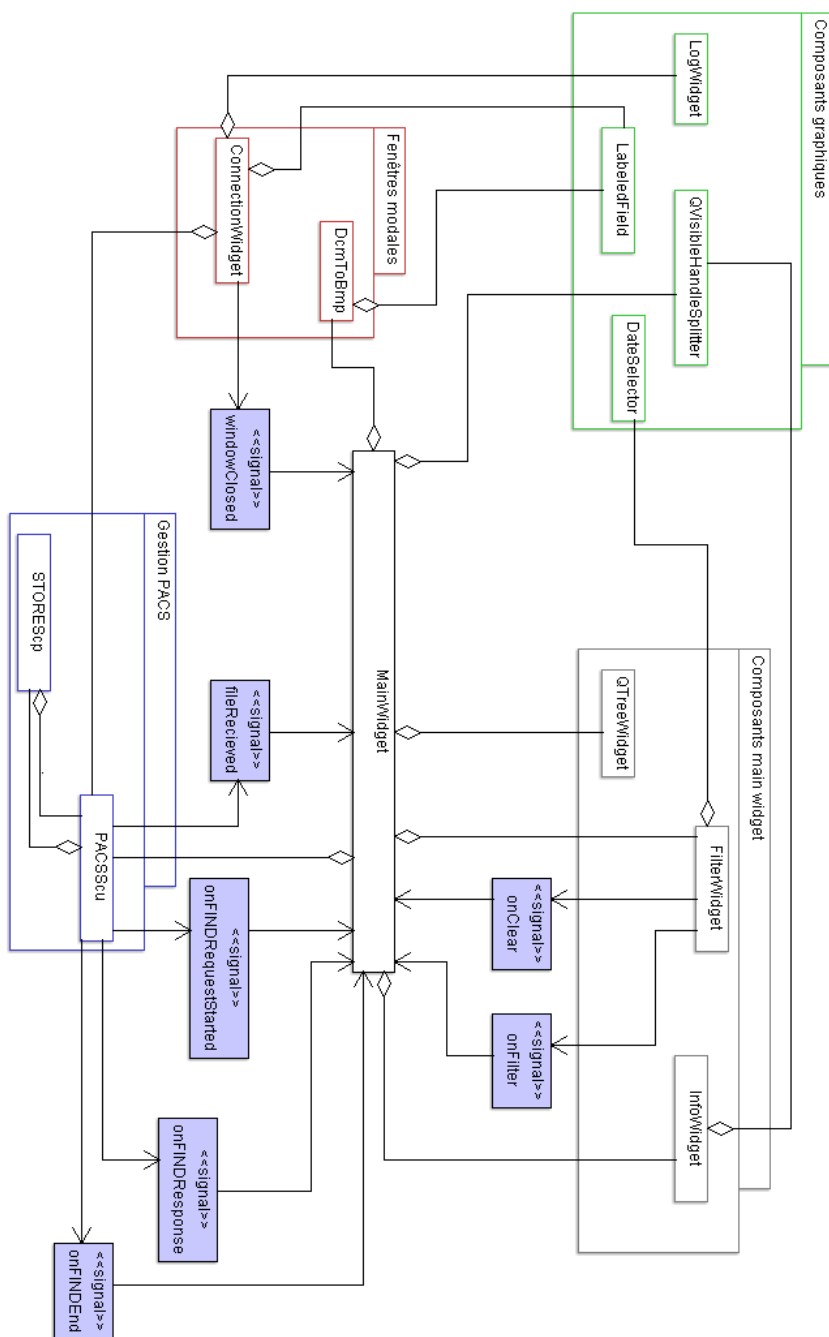 Composants graphiques
LogWidget
LabeledField
QVisibleHandleSplitter
DateSelector
Fenêtres modales
ConnectionWidget
DcmToBmp
<<signal>>
windowClosed
MainWidget
Composants main widget
QTreeWidget
FilterWidget
InfoWidget
<<signal>>
onClear
<<signal>>
onFilter
Gestion PACS
STOREScp
PACSScu
<<signal>>
fileRecieved
<<signal>>
onFINDRequestStarted
<<signal>>
onFINDResponse
<<signal>>
onFINDEnd